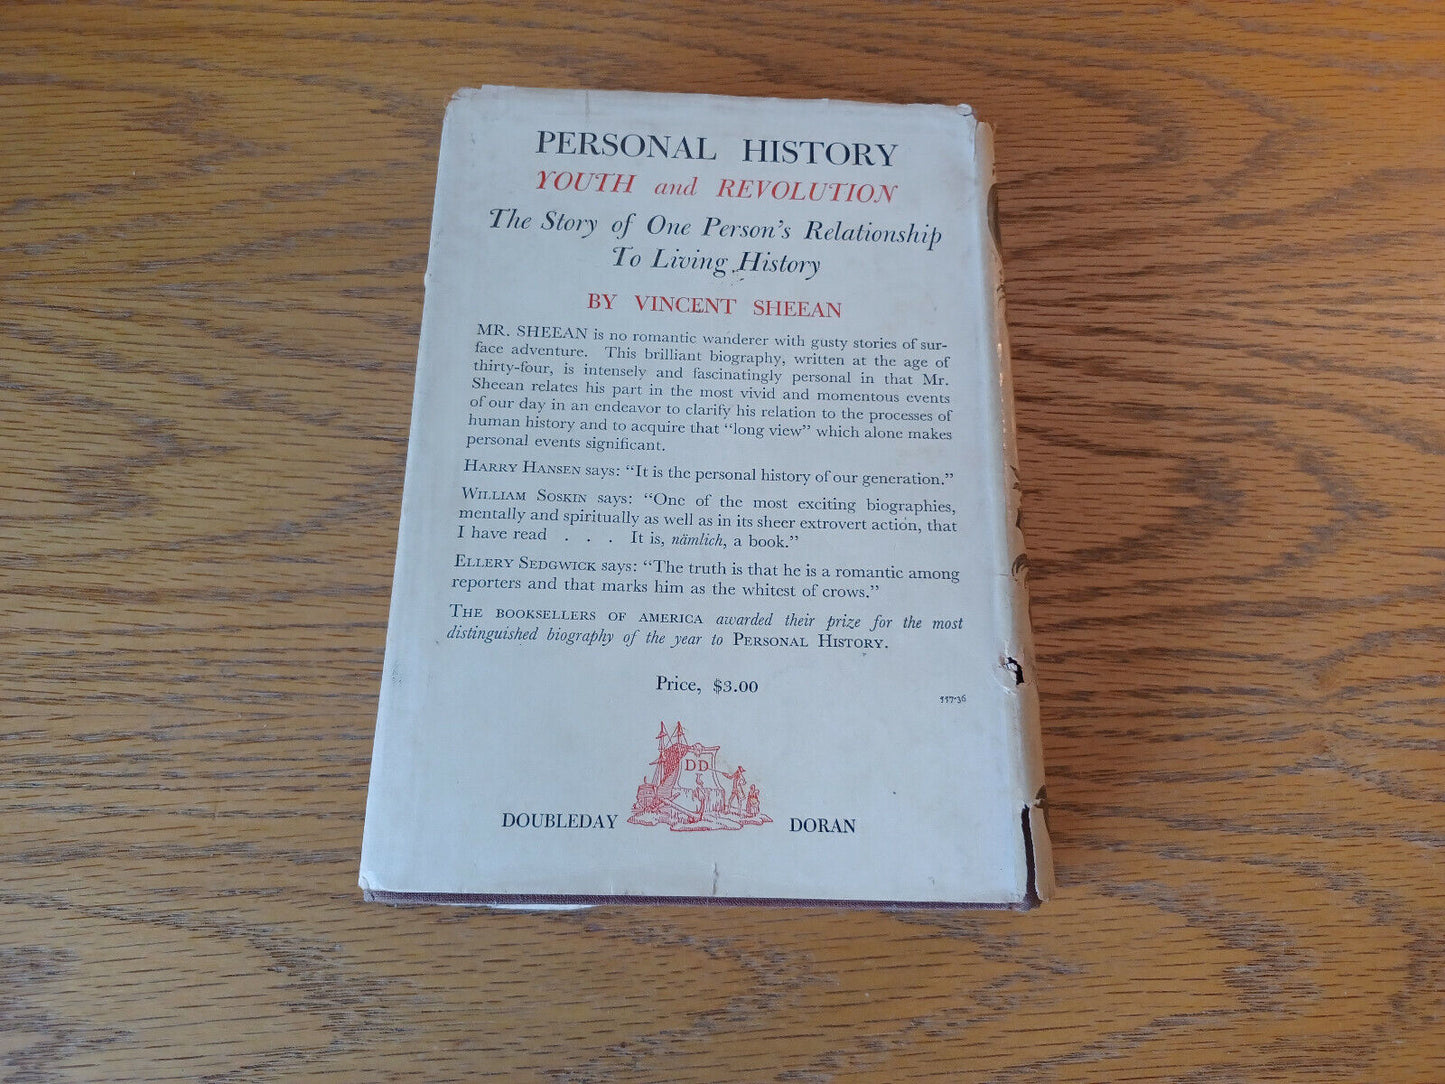 PERSONAL HISTORY
YOUTH and REVOLUTION
The Story of One Person's Relationship
To Living History
BY VINCENT SHEEAN
MR. SHEEAN is no romantic wanderer with gusty stories of sur-
face adventure. This brilliant biography, written at the age of
thirty-four, is intensely and fascinatingly personal in that Mr.
Sheean relates his part in the most vivid and momentous events
of our day in an endeavor to clarify his relation to the processes of
human history and to acquire that "long view" which alone makes
personal events significant.
HARRY HANSEN says: "It is the personal history of our generation."
WILLIAM SOSKIN says: "One of the most exciting biographies,
mentally and spiritually as well as in its sheer extrovert action, that
I have read . . . It is, nämlich, a book."
ELLERY SEDGWICK says: "The truth is that he is a romantic among
reporters and that marks him as the whitest of crows."
THE BOOKSELLERS OF AMERICA awarded their prize for the most
distinguished biography of the year to PERSONAL HISTORY.
Price, $3.00
DD
DOUBLEDAY DORAN